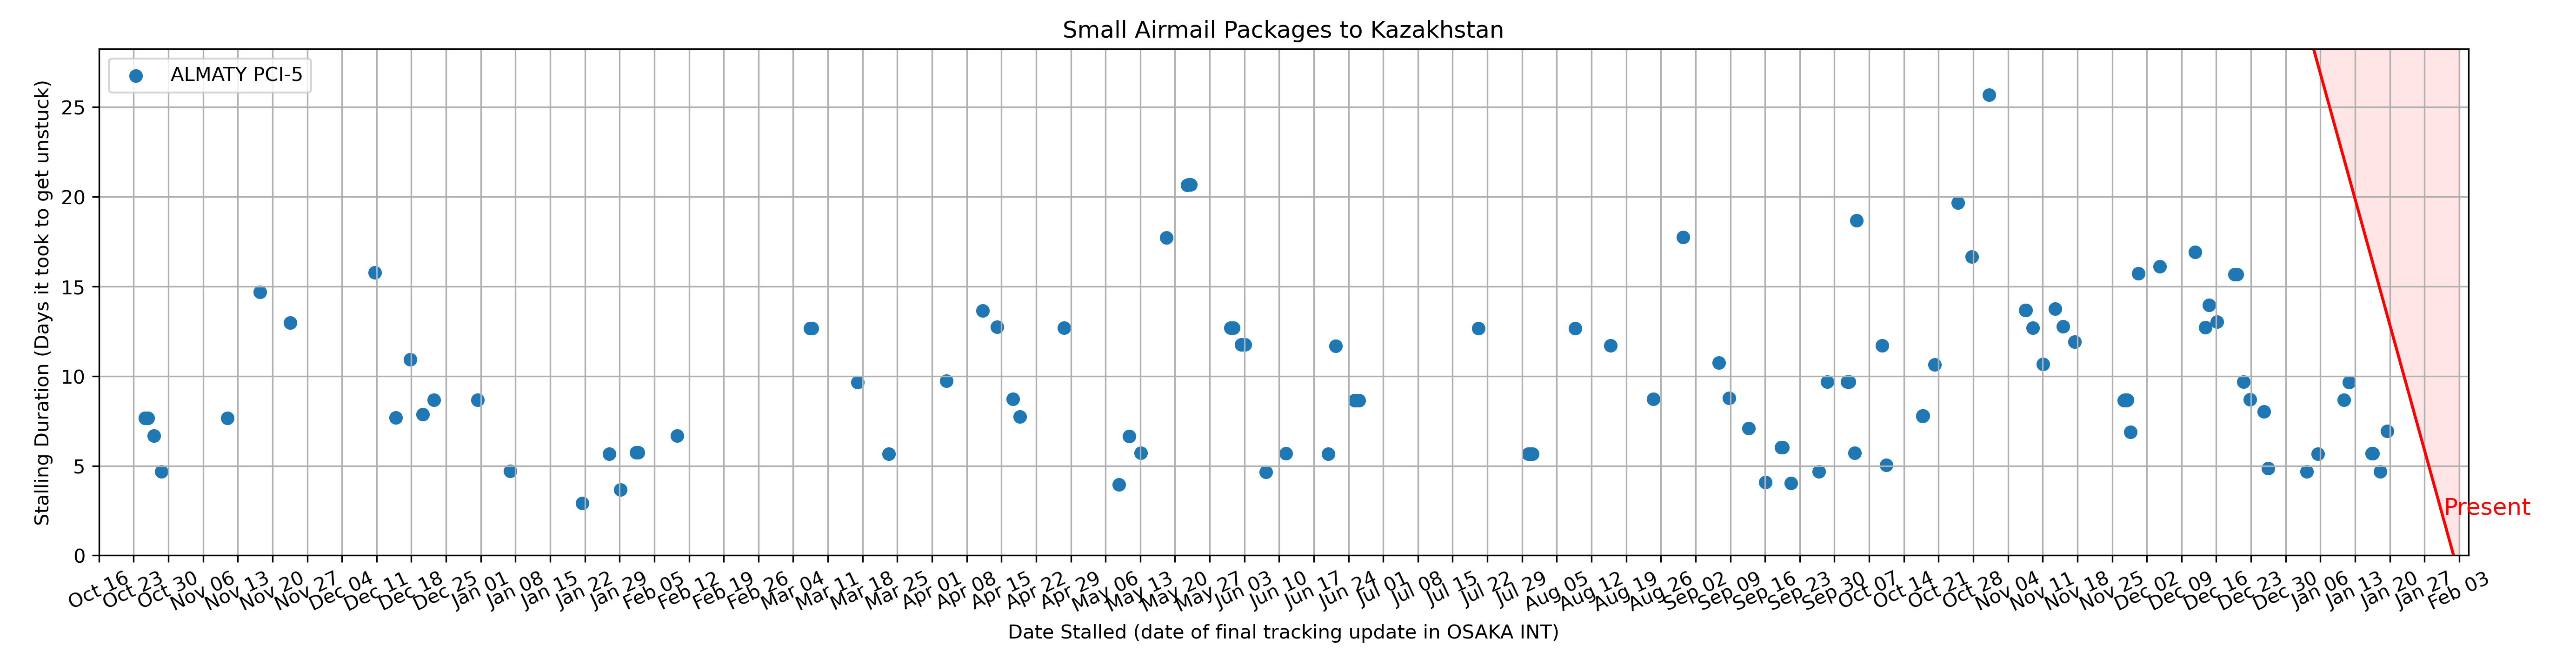 Small Airmail Packages to Kazakhstan
ALMATY PCI-5
Stalling Duration (Days it took to get unstuck)
25
20
15
10
5
0
Present
Oct 16
Oct 23
Oct 30
Nov 06
Nov 13
Nov 20
Nov 27
Dec 04
Dec 11
Dec 18
Dec 25
Jan 01
Jan 08
Jan 15
Jan 22
Jan 29
Feb 05
Feb 12
Feb 19
Feb 26
Mar 04
Mar 11
Mar 18
Mar 25
Apr 01
Apr 08
Apr 15
Apr 22
Apr 29
May 06
May 13
May 20
May 27
Jun 03
Jun 10
Jun 17
Jun 24
Jul 01
Jul 08
Jul 15
Jul 22
Jul 29
Aug 05
Aug 12
Aug 19
Aug 26
Sep 02
Sep 09
Sep 16
Sep 23
Sep 30
Oct 07
Oct 14
Oct 21
Oct 28
Nov 04
Nov 11
Nov 18
Nov 25
Dec 02
Dec 09
Dec 16
Dec 23
Dec 30
Jan 06
Jan 13
Jan 20
Jan 27
Feb 03
Date Stalled (date of final tracking update in OSAKA INT)